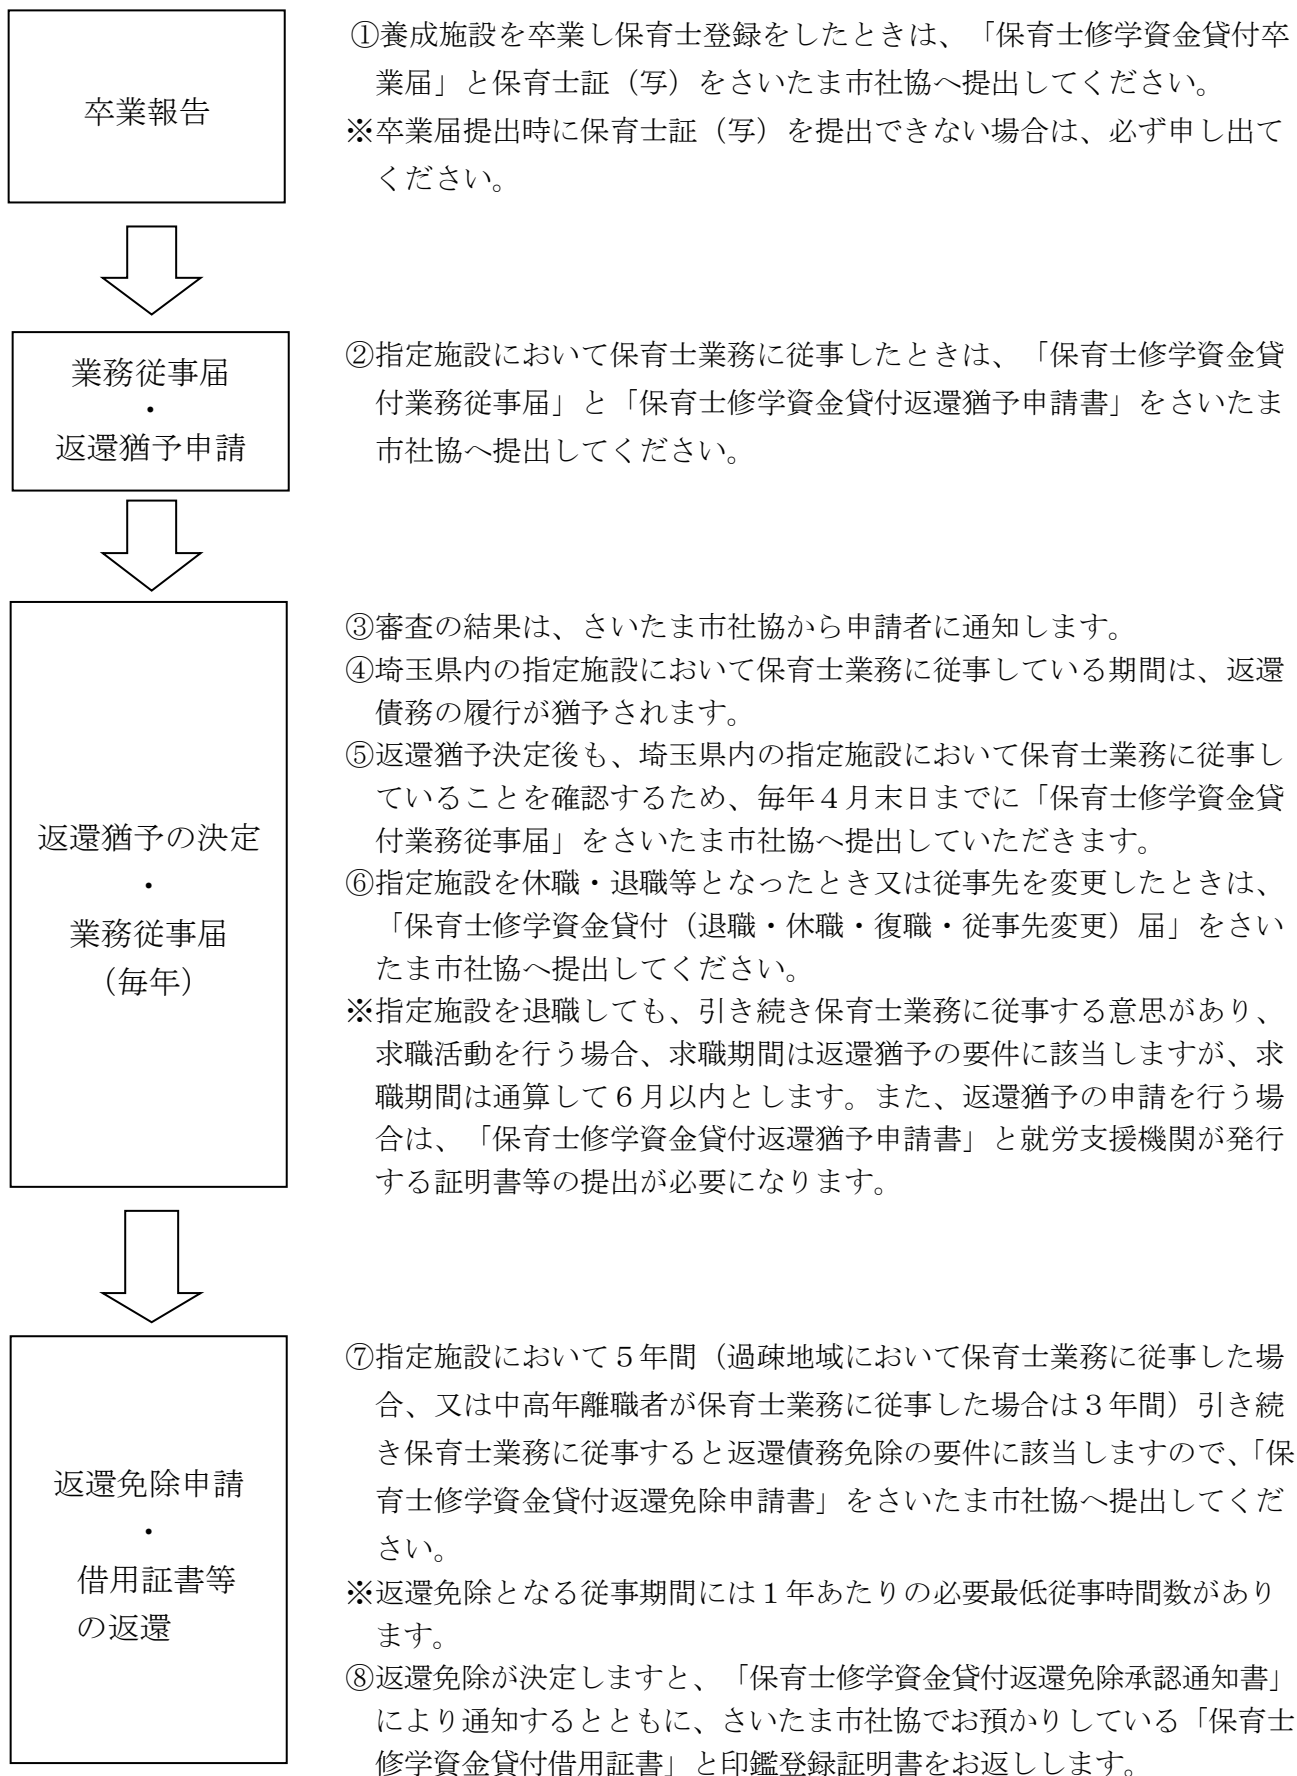 卒業報告
①養成施設を卒業し保育士登録をしたときは、「保育士修学資金貸付卒
業届」と保育士証（写）をさいたま市社協へ提出してください。
※卒業届提出時に保育士証（写）を提出できない場合は、必ず申し出て
ください。
業務従事届
・
返還猶予申請
②指定施設において保育士業務に従事したときは、「保育士修学資金貸
付業務従事届」と「保育士修学資金貸付返還猶予申請書」をさいたま
市社協へ提出してください。
返還猶予の決定
・
業務従事届
（毎年）
③審査の結果は、さいたま市社協から申請者に通知します。
④埼玉県内の指定施設において保育士業務に従事している期間は、返還
債務の履行が猶予されます。
⑤返還猶予決定後も、埼玉県内の指定施設において保育士業務に従事し
ていることを確認するため、毎年４月末日までに「保育士修学資金貸
付業務従事届」をさいたま市社協へ提出していただきます。
⑥指定施設を休職・退職等となったとき又は従事先を変更したときは、
「保育士修学資金貸付（退職・休職・復職・従事先変更）届」をさい
たま市社協へ提出してください。
※指定施設を退職しても、引き続き保育士業務に従事する意思があり、
求職活動を行う場合、求職期間は返還猶予の要件に該当しますが、求
職期間は通算して６月以内とします。また、返還猶予の申請を行う場
合は、「保育士修学資金貸付返還猶予申請書」と就労支援機関が発行
する証明書等の提出が必要になります。
返還免除申請
・
借用証書等
の返還
⑦指定施設において５年間（過疎地域において保育士業務に従事した場
合、又は中高年離職者が保育士業務に従事した場合は３年間）引き続
き保育士業務に従事すると返還債務免除の要件に該当しますので、「保
育士修学資金貸付返還免除申請書」をさいたま市社協へ提出してくだ
さい。
※返還免除となる従事期間には１年あたりの必要最低従事時間数があり
ます。
⑧返還免除が決定しますと、「保育士修学資金貸付返還免除承認通知書」
により通知するとともに、さいたま市社協でお預かりしている「保育士
修学資金貸付借用証書」と印鑑登録証明書をお返しします。